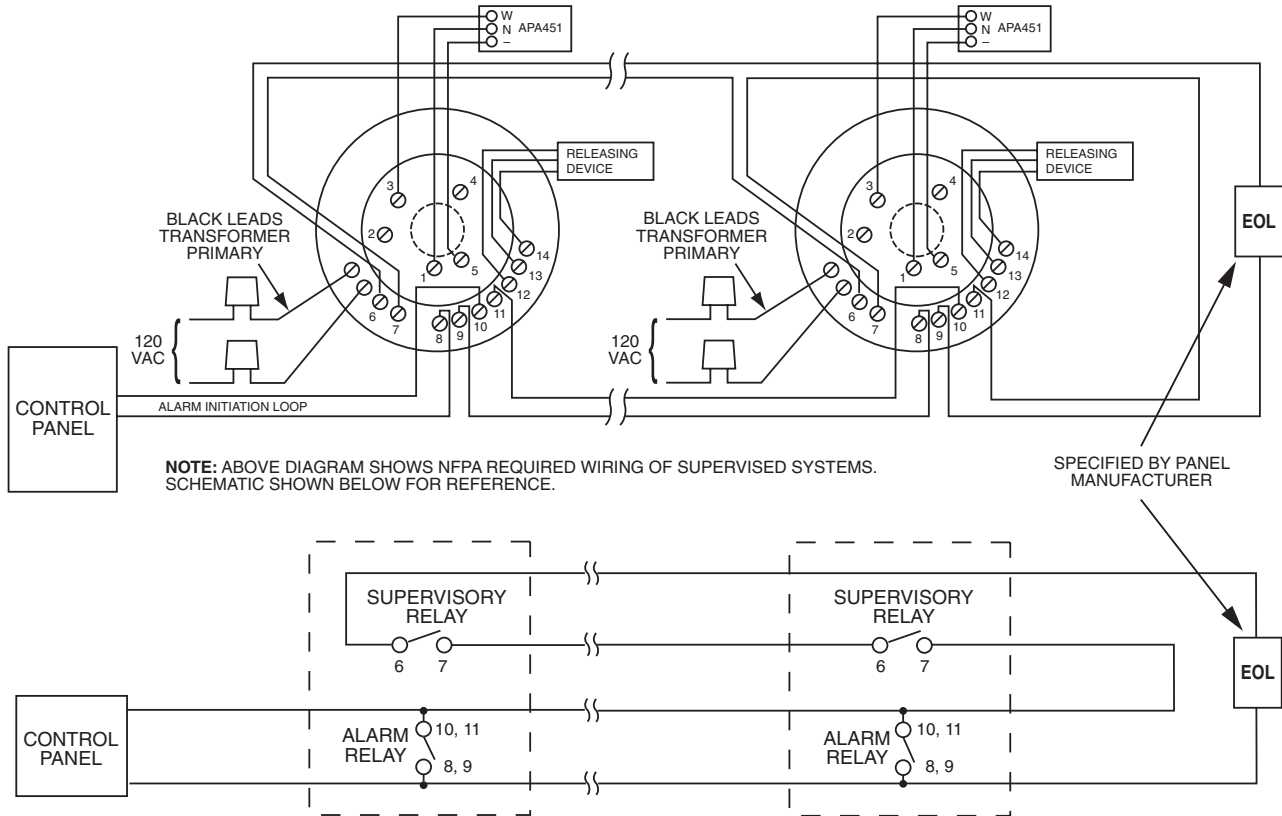 W
N APA451
–
W
N APA451
–
RELEASING
DEVICE
3
4
2
1
5
14
13
12
11
10
9
8
7
6
BLACK LEADS
TRANSFORMER
PRIMARY
120
VAC
RELEASING
DEVICE
3
4
2
1
5
14
13
12
11
10
9
8
7
6
BLACK LEADS
TRANSFORMER
PRIMARY
120
VAC
EOL
CONTROL
PANEL
ALARM INITIATION LOOP
NOTE: ABOVE DIAGRAM SHOWS NFPA REQUIRED WIRING OF SUPERVISED SYSTEMS.
SCHEMATIC SHOWN BELOW FOR REFERENCE.
SPECIFIED BY PANEL
MANUFACTURER
SUPERVISORY
RELAY
6 7
SUPERVISORY
RELAY
6 7
EOL
CONTROL
PANEL
ALARM
RELAY
10, 11
8, 9
ALARM
RELAY
10, 11
8, 9